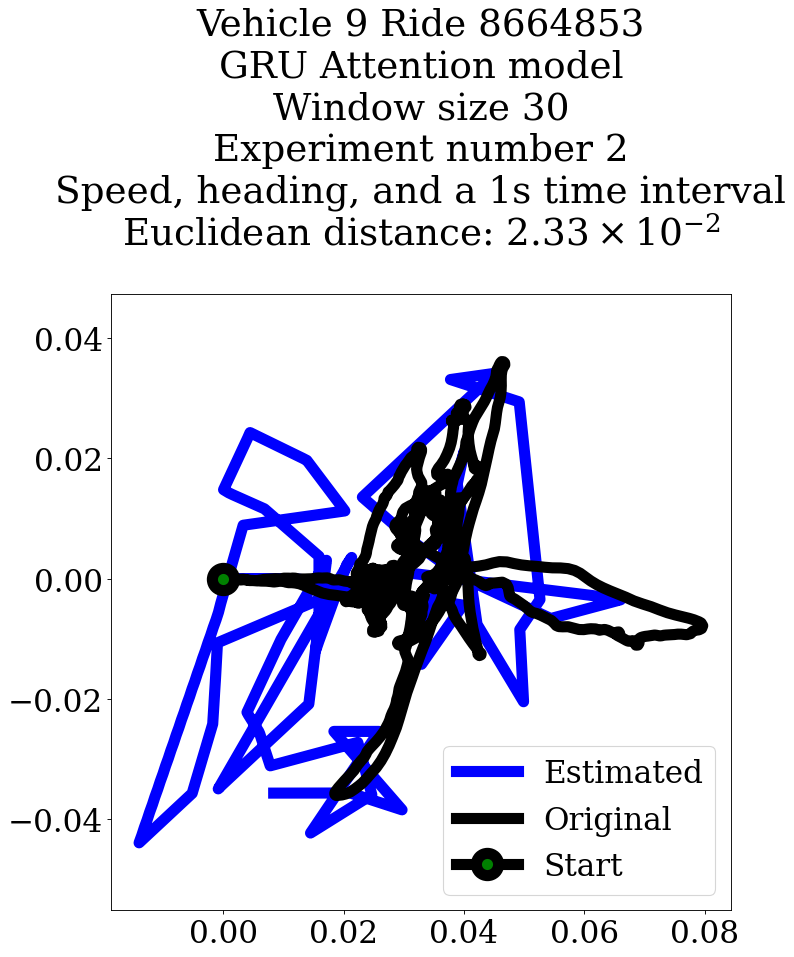 Vehicle 9 Ride 8664853
GRU Attention model
Window size 30
Experiment number 2
Speed, heading, and a 1s time interval
Euclidean distance: 2.33 × 10⁻²
0.04
0.02
0.00
−0.02
−0.04
0.00 0.02 0.04 0.06 0.08
Estimated
Original
Start